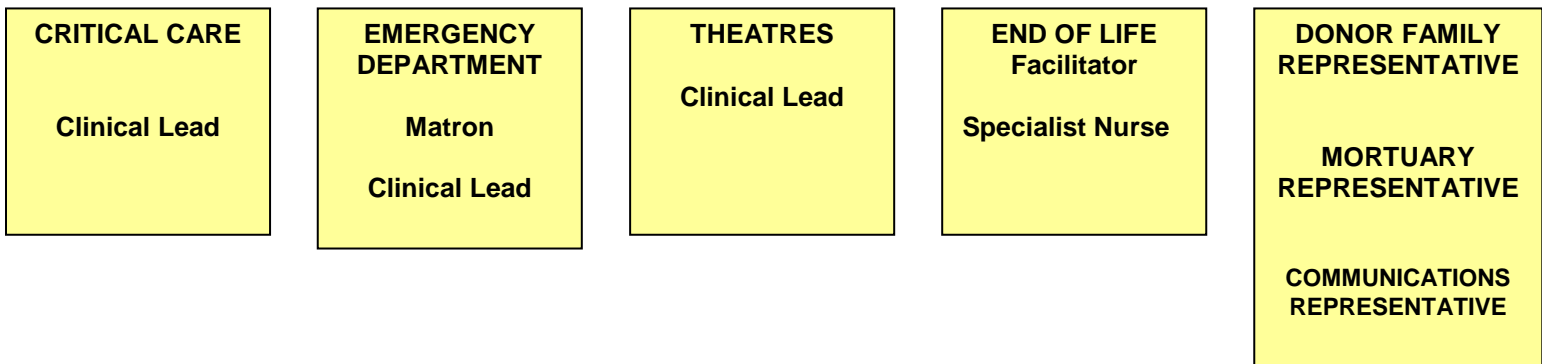 CRITICAL CARE
Clinical Lead
EMERGENCY
DEPARTMENT
Matron
Clinical Lead
THEATRES
Clinical Lead
END OF LIFE
Facilitator
Specialist Nurse
DONOR FAMILY
REPRESENTATIVE
MORTUARY
REPRESENTATIVE
COMMUNICATIONS
REPRESENTATIVE